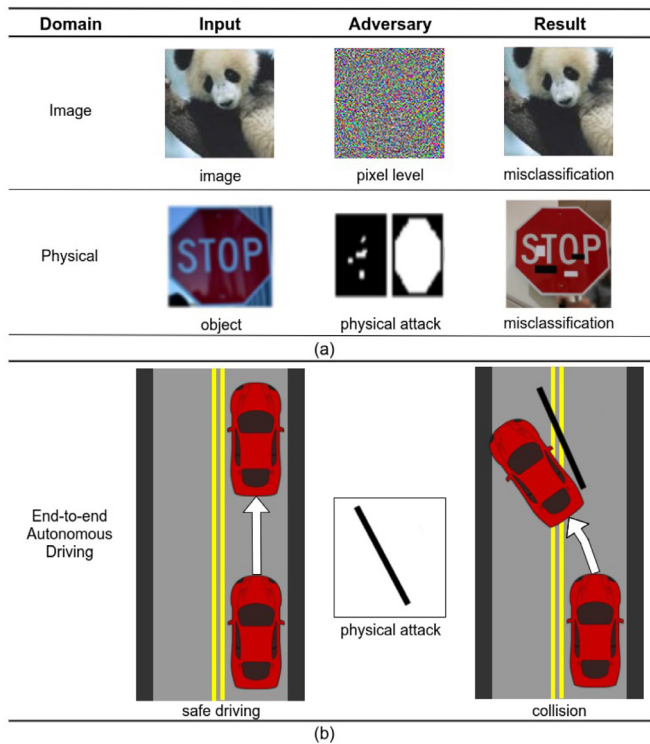 Domain Input Adversary Result
Image
image pixel level misclassification
STOP STOP
Physical
object physical attack misclassification
(a)
End-to-end
Autonomous
Driving
physical attack
safe driving collision
(b)